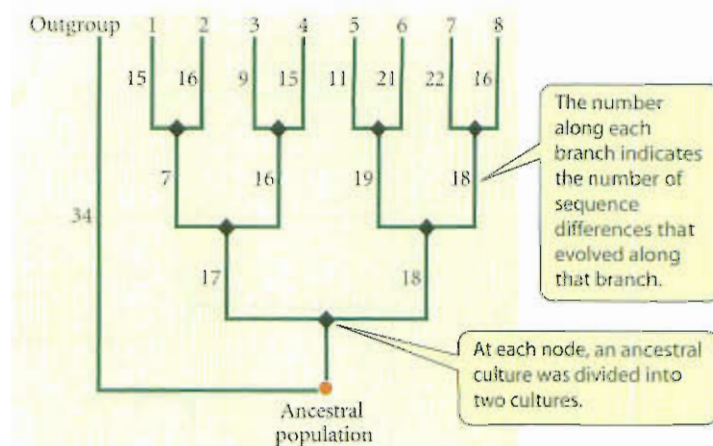 Outgroup 1 2 3 4 5 6 7 8
15 16 9 15 11 21 22 16
7 16 19 18
34
17 18
The number
along each
branch indicates
the number of
sequence
differences that
evolved along
that branch.
At each node, an ancestral
culture was divided into
two cultures.
Ancestral
population